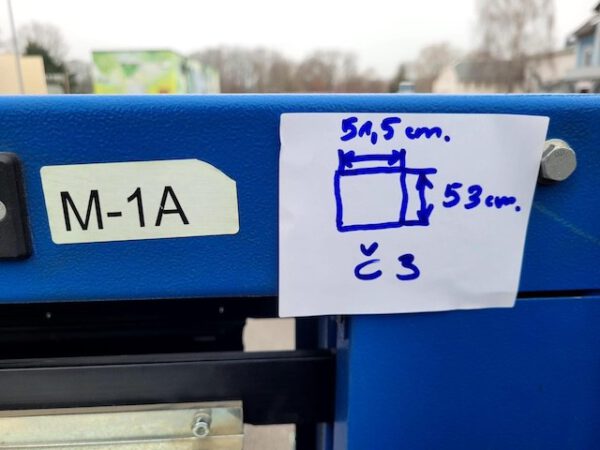 M-1A
51,5 cm.
53 cm.
č 3